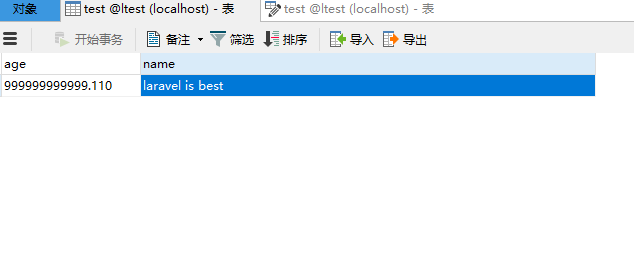 对象 test @ltest (localhost) - 表 test @ltest (localhost) - 表
开始事务 备注 筛选 排序 导入 导出
age name
999999999999.110 laravel is best